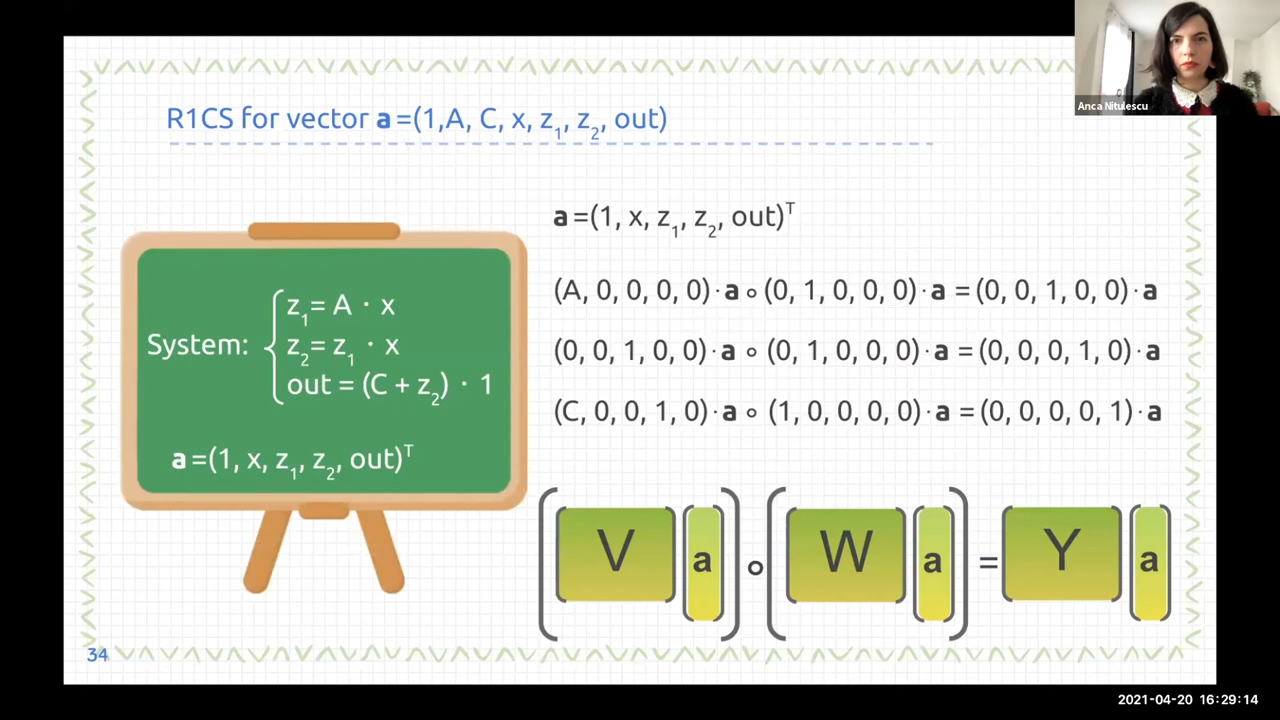 Anca Nitulescu
R1CS for vector a =(1,A, C, x, z₁, z₂, out)
a =(1, x, z₁, z₂, out)ᵀ
(A, 0, 0, 0, 0) · a ∘ (0, 1, 0, 0, 0) · a = (0, 0, 1, 0, 0) · a
(0, 0, 1, 0, 0) · a ∘ (0, 1, 0, 0, 0) · a = (0, 0, 0, 1, 0) · a
(C, 0, 0, 1, 0) · a ∘ (1, 0, 0, 0, 0) · a = (0, 0, 0, 0, 1) · a
z₁= A · x
System: z₂= z₁ · x
out = (C + z₂) · 1
a =(1, x, z₁, z₂, out)ᵀ
(V a) ∘ (W a) = Y a
34
2021-04-20 16:29:14